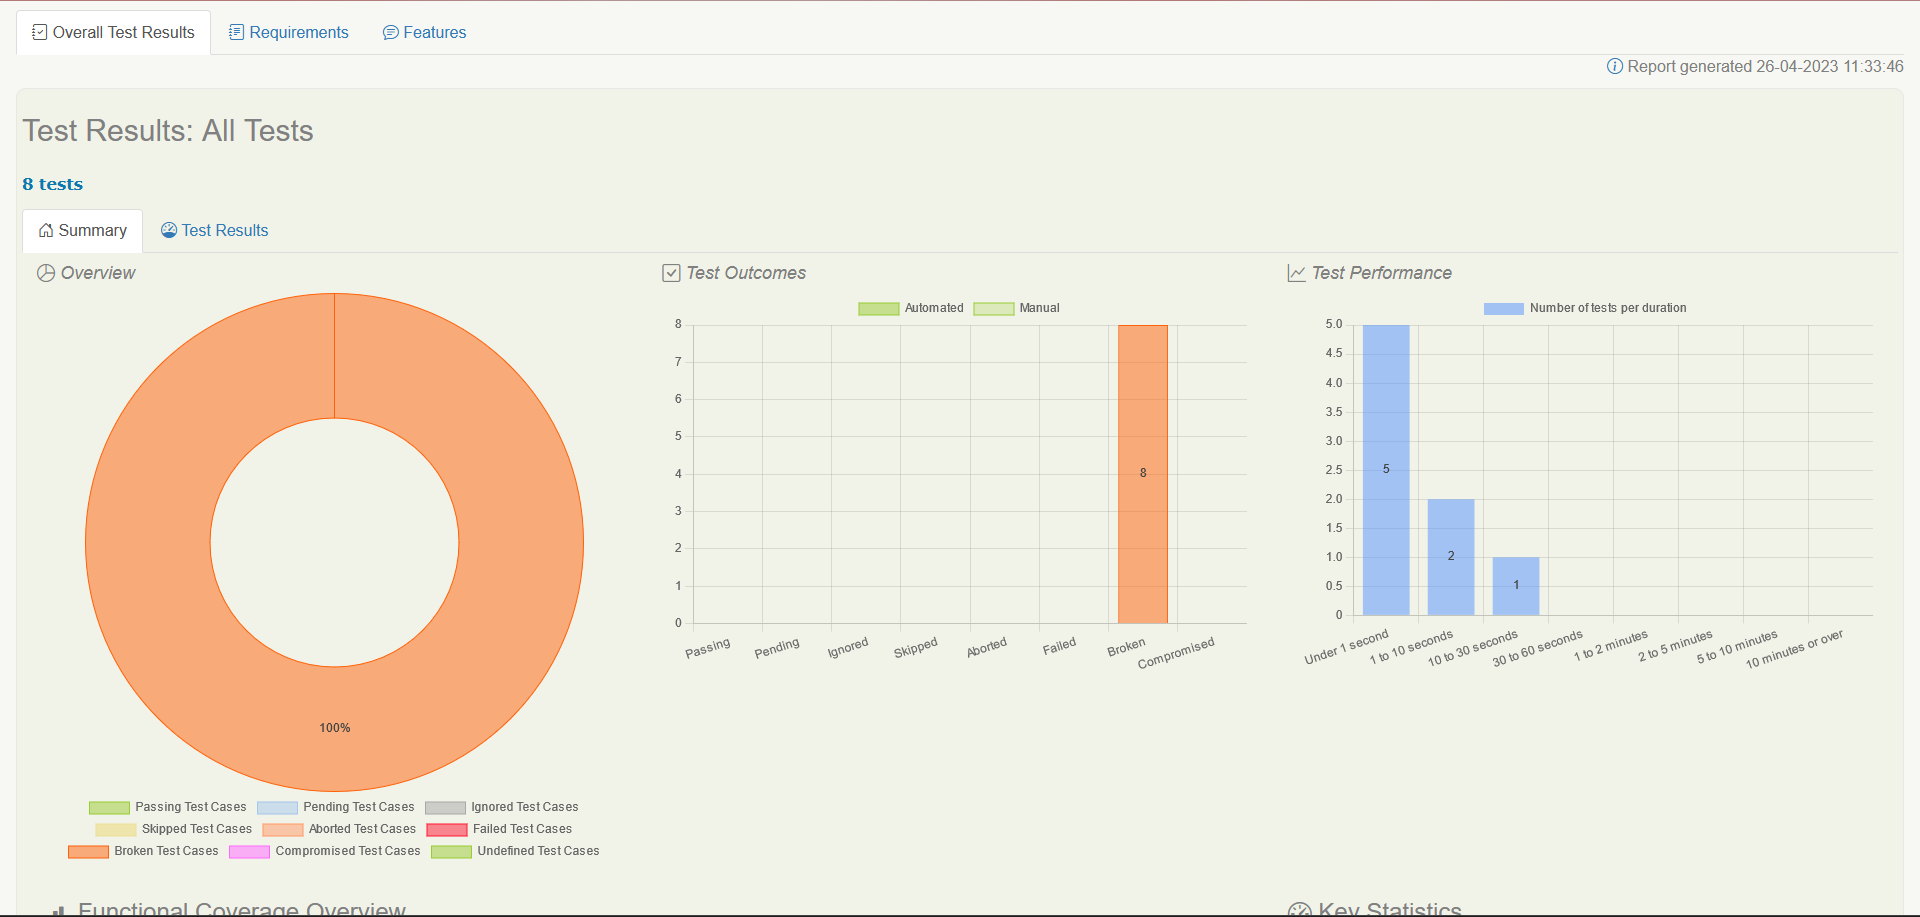 Overall Test Results
Requirements
Features
Report generated 26-04-2023 11:33:46
Test Results: All Tests
8 tests
Summary
Test Results
Overview
100%
Passing Test Cases
Pending Test Cases
Ignored Test Cases
Skipped Test Cases
Aborted Test Cases
Failed Test Cases
Broken Test Cases
Compromised Test Cases
Undefined Test Cases
Test Outcomes
Automated
Manual
8
7
6
5
4
3
2
1
0
8
Passing
Pending
Ignored
Skipped
Aborted
Failed
Broken
Compromised
Test Performance
Number of tests per duration
5.0
4.5
4.0
3.5
3.0
2.5
2.0
1.5
1.0
0.5
0
5
2
1
Under 1 second
1 to 10 seconds
10 to 30 seconds
30 to 60 seconds
1 to 2 minutes
2 to 5 minutes
5 to 10 minutes
10 minutes or over
Functional Coverage Overview
Key Statistics